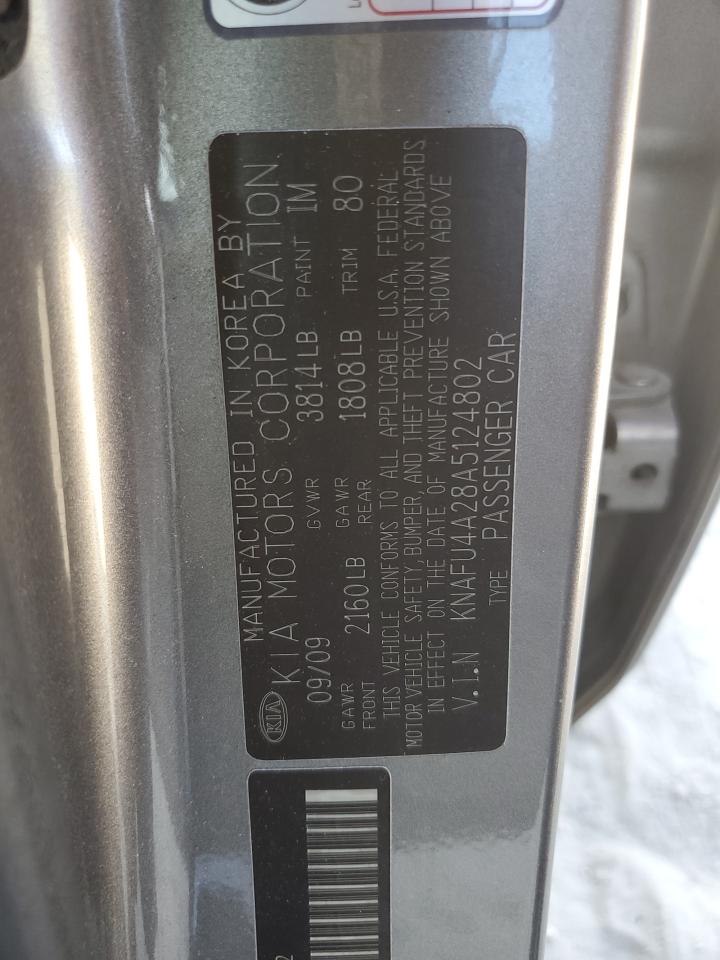 MANUFACTURED IN KOREA BY
KIA KIA MOTORS CORPORATION
09/09 GVWR 3814LB PAINT IM
GAWR FRONT 2160LB GAWR REAR 1808LB TRIM 80
THIS VEHICLE CONFORMS TO ALL APPLICABLE U.S.A. FEDERAL
MOTOR VEHICLE SAFETY, BUMPER, AND THEFT PREVENTION STANDARDS
IN EFFECT ON THE DATE OF MANUFACTURE SHOWN ABOVE
V.I.N KNAFU4A28A5124802
TYPE PASSENGER CAR